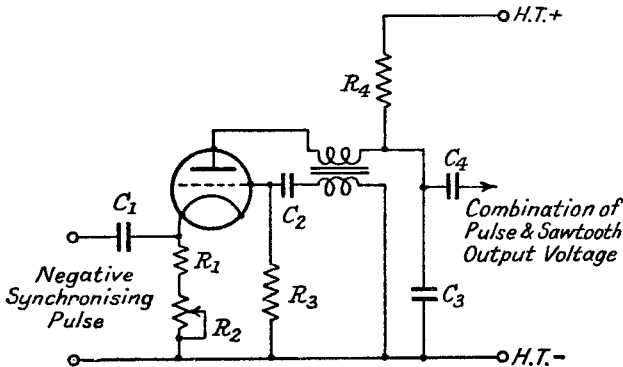 H.T.+
R4
C4
C1
C2
Combination of
Pulse & Sawtooth
Output Voltage
R1
Negative
Synchronising
Pulse
R3
C3
R2
H.T.-